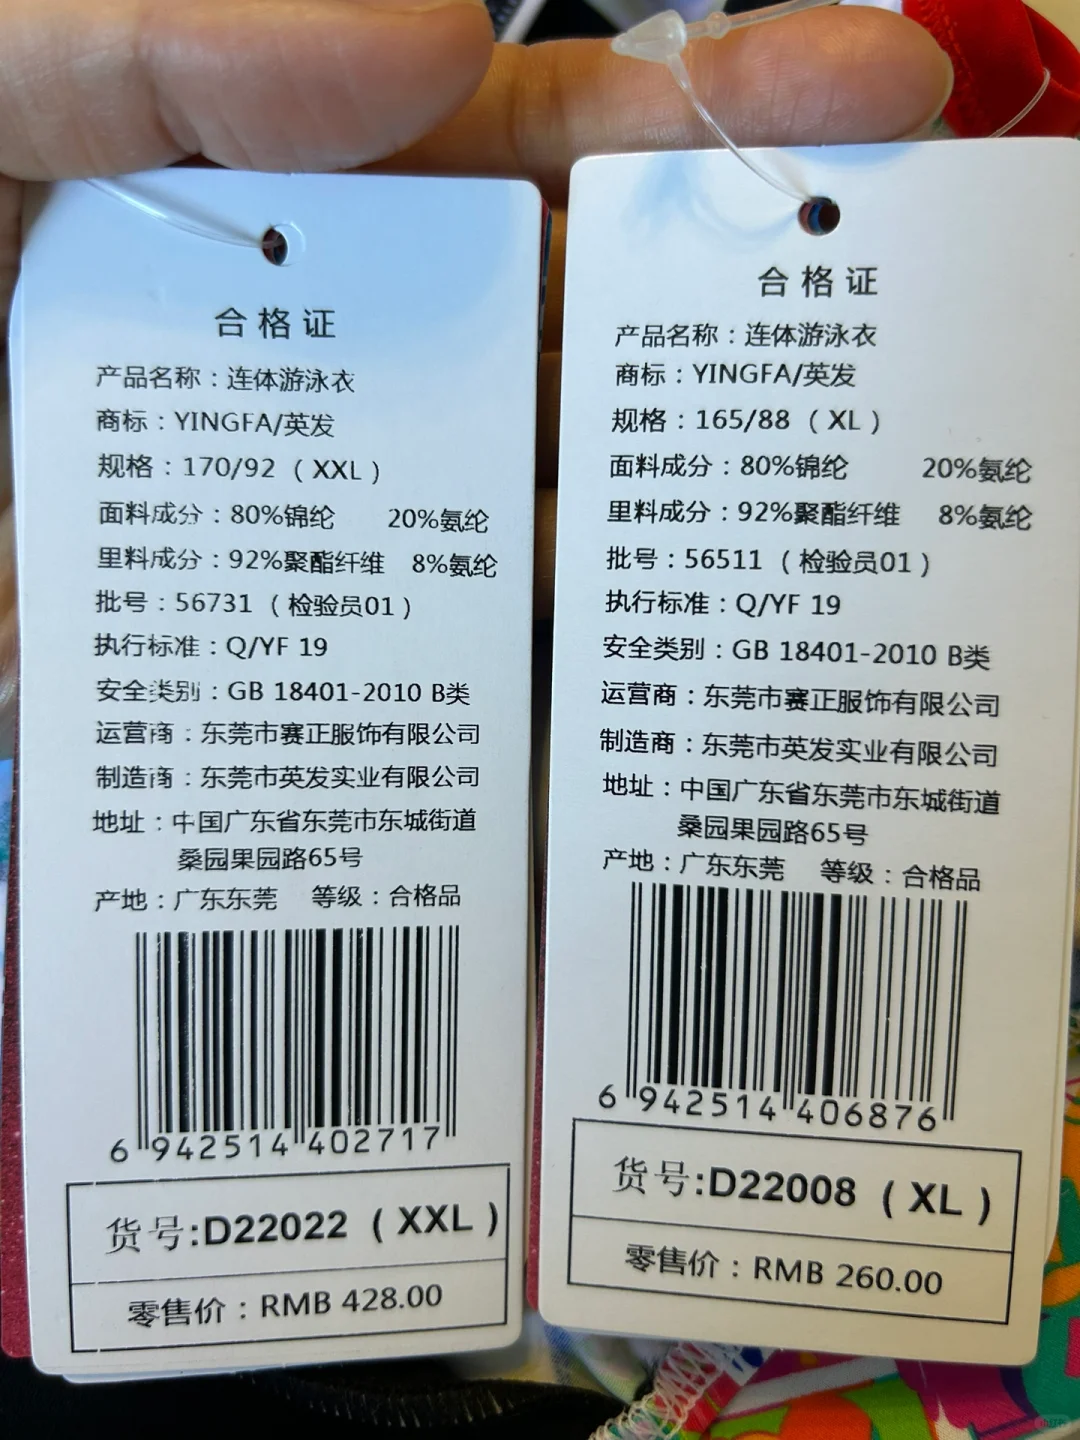 合格证
产品名称：连体游泳衣
商标：YINGFA/英发
规格：170/92 （XXL）
面料成分：80%锦纶 20%氨纶
里料成分：92%聚酯纤维 8%氨纶
批号：56731 （检验员01）
执行标准：Q/YF 19
安全类别：GB 18401-2010 B类
运营商：东莞市赛正服饰有限公司
制造商：东莞市英发实业有限公司
地址：中国广东省东莞市东城街道
桑园果园路65号
产地：广东东莞 等级：合格品
6 942514 402717
货号:D22022 （XXL）
零售价：RMB 428.00
合格证
产品名称：连体游泳衣
商标：YINGFA/英发
规格：165/88 （XL）
面料成分：80%锦纶 20%氨纶
里料成分：92%聚酯纤维 8%氨纶
批号：56511 （检验员01）
执行标准：Q/YF 19
安全类别：GB 18401-2010 B类
运营商：东莞市赛正服饰有限公司
制造商：东莞市英发实业有限公司
地址：中国广东省东莞市东城街道
桑园果园路65号
产地：广东东莞 等级：合格品
6 942514 406876
货号:D22008 （XL）
零售价：RMB 260.00